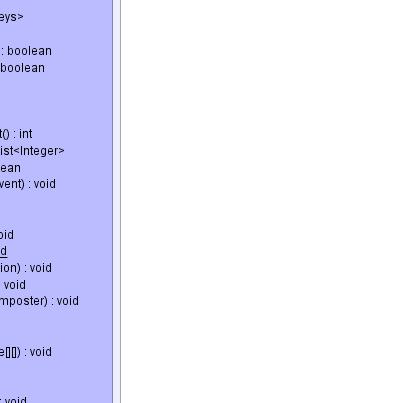 eys>
: boolean
boolean
() : int
ist<Integer>
ean
vent) : void
oid
d
ion) : void
: void
mposter) : void
e[][]) : void
: void